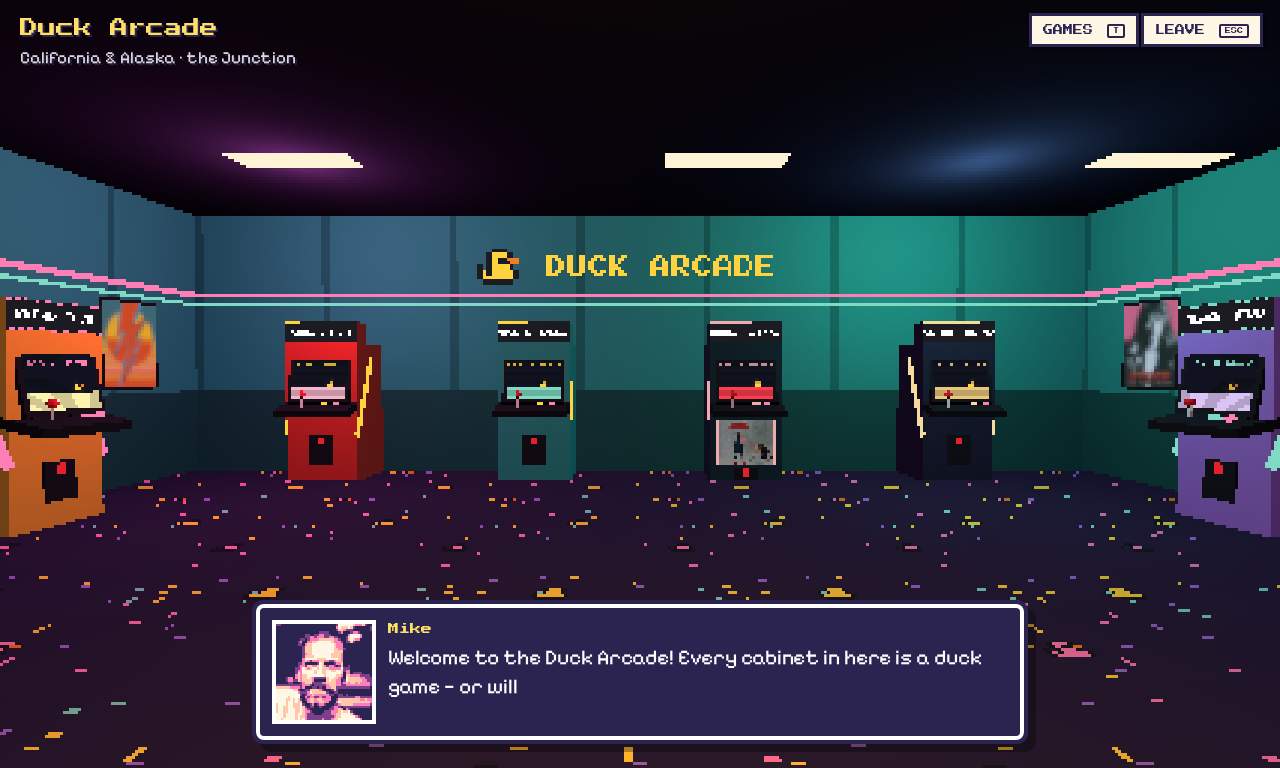 Duck Arcade
California & Alaska · the Junction
GAMES T
LEAVE ESC
DUCK ARCADE
Mike
Welcome to the Duck Arcade! Every cabinet in here is a duck
game – or will